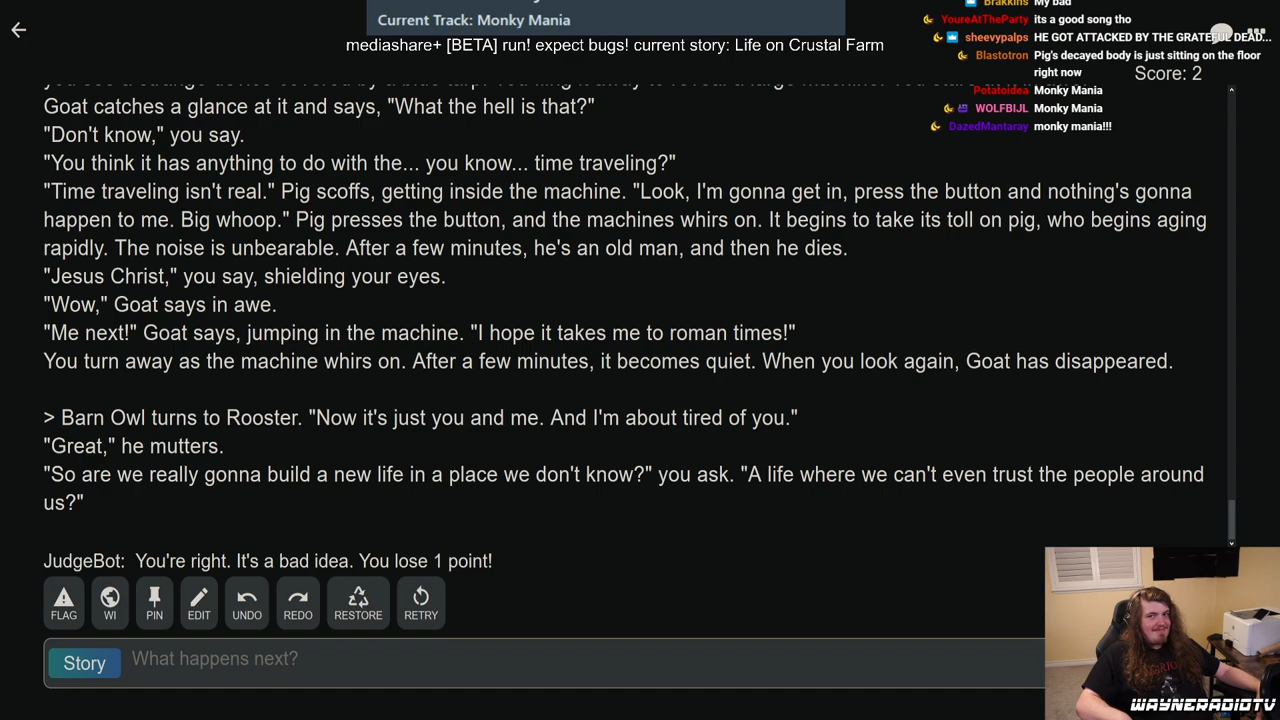 Current Track: Monky Mania
mediashare+ [BETA] run! expect bugs! current story: Life on Crustal Farm
Brakkins My bad
YoureAtTheParty its a good song tho
sheevypalps HE GOT ATTACKED BY THE GRATEFUL DEAD...
Blastotron Pig's decayed body is just sitting on the floor
right now
Score: 2
Potatoidea Monky Mania
WOLFBIJL Monky Mania
DazedMantaray monky mania!!!
Goat catches a glance at it and says, "What the hell is that?"
"Don't know," you say.
"You think it has anything to do with the... you know... time traveling?"
"Time traveling isn't real." Pig scoffs, getting inside the machine. "Look, I'm gonna get in, press the button and nothing's gonna
happen to me. Big whoop." Pig presses the button, and the machines whirs on. It begins to take its toll on pig, who begins aging
rapidly. The noise is unbearable. After a few minutes, he's an old man, and then he dies.
"Jesus Christ," you say, shielding your eyes.
"Wow," Goat says in awe.
"Me next!" Goat says, jumping in the machine. "I hope it takes me to roman times!"
You turn away as the machine whirs on. After a few minutes, it becomes quiet. When you look again, Goat has disappeared.
> Barn Owl turns to Rooster. "Now it's just you and me. And I'm about tired of you."
"Great," he mutters.
"So are we really gonna build a new life in a place we don't know?" you ask. "A life where we can't even trust the people around
us?"
JudgeBot: You're right. It's a bad idea. You lose 1 point!
FLAG WI PIN EDIT UNDO REDO RESTORE RETRY
Story What happens next?
WAYNERADIOTV